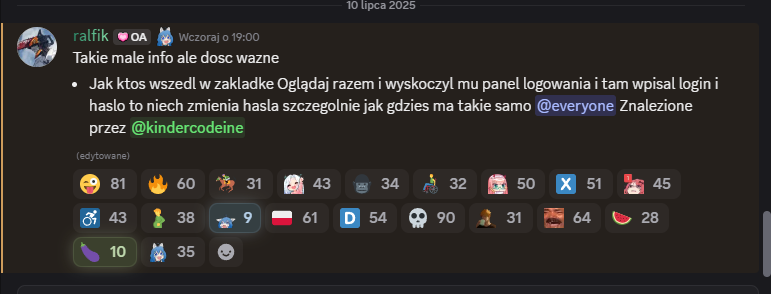 10 lipca 2025
ralfik OA Wczoraj o 19:00
Takie male info ale dosc wazne
• Jak ktos wszedl w zakladke Oglądaj razem i wyskoczyl mu panel logowania i tam wpisal login i
haslo to niech zmienia hasla szczegolnie jak gdzies ma takie samo @everyone Znalezione
przez @kindercodeine
(edytowane)
81 60 31 43 34 32 50 X 51 45
43 38 9 61 D 54 90 31 64 28
10 35